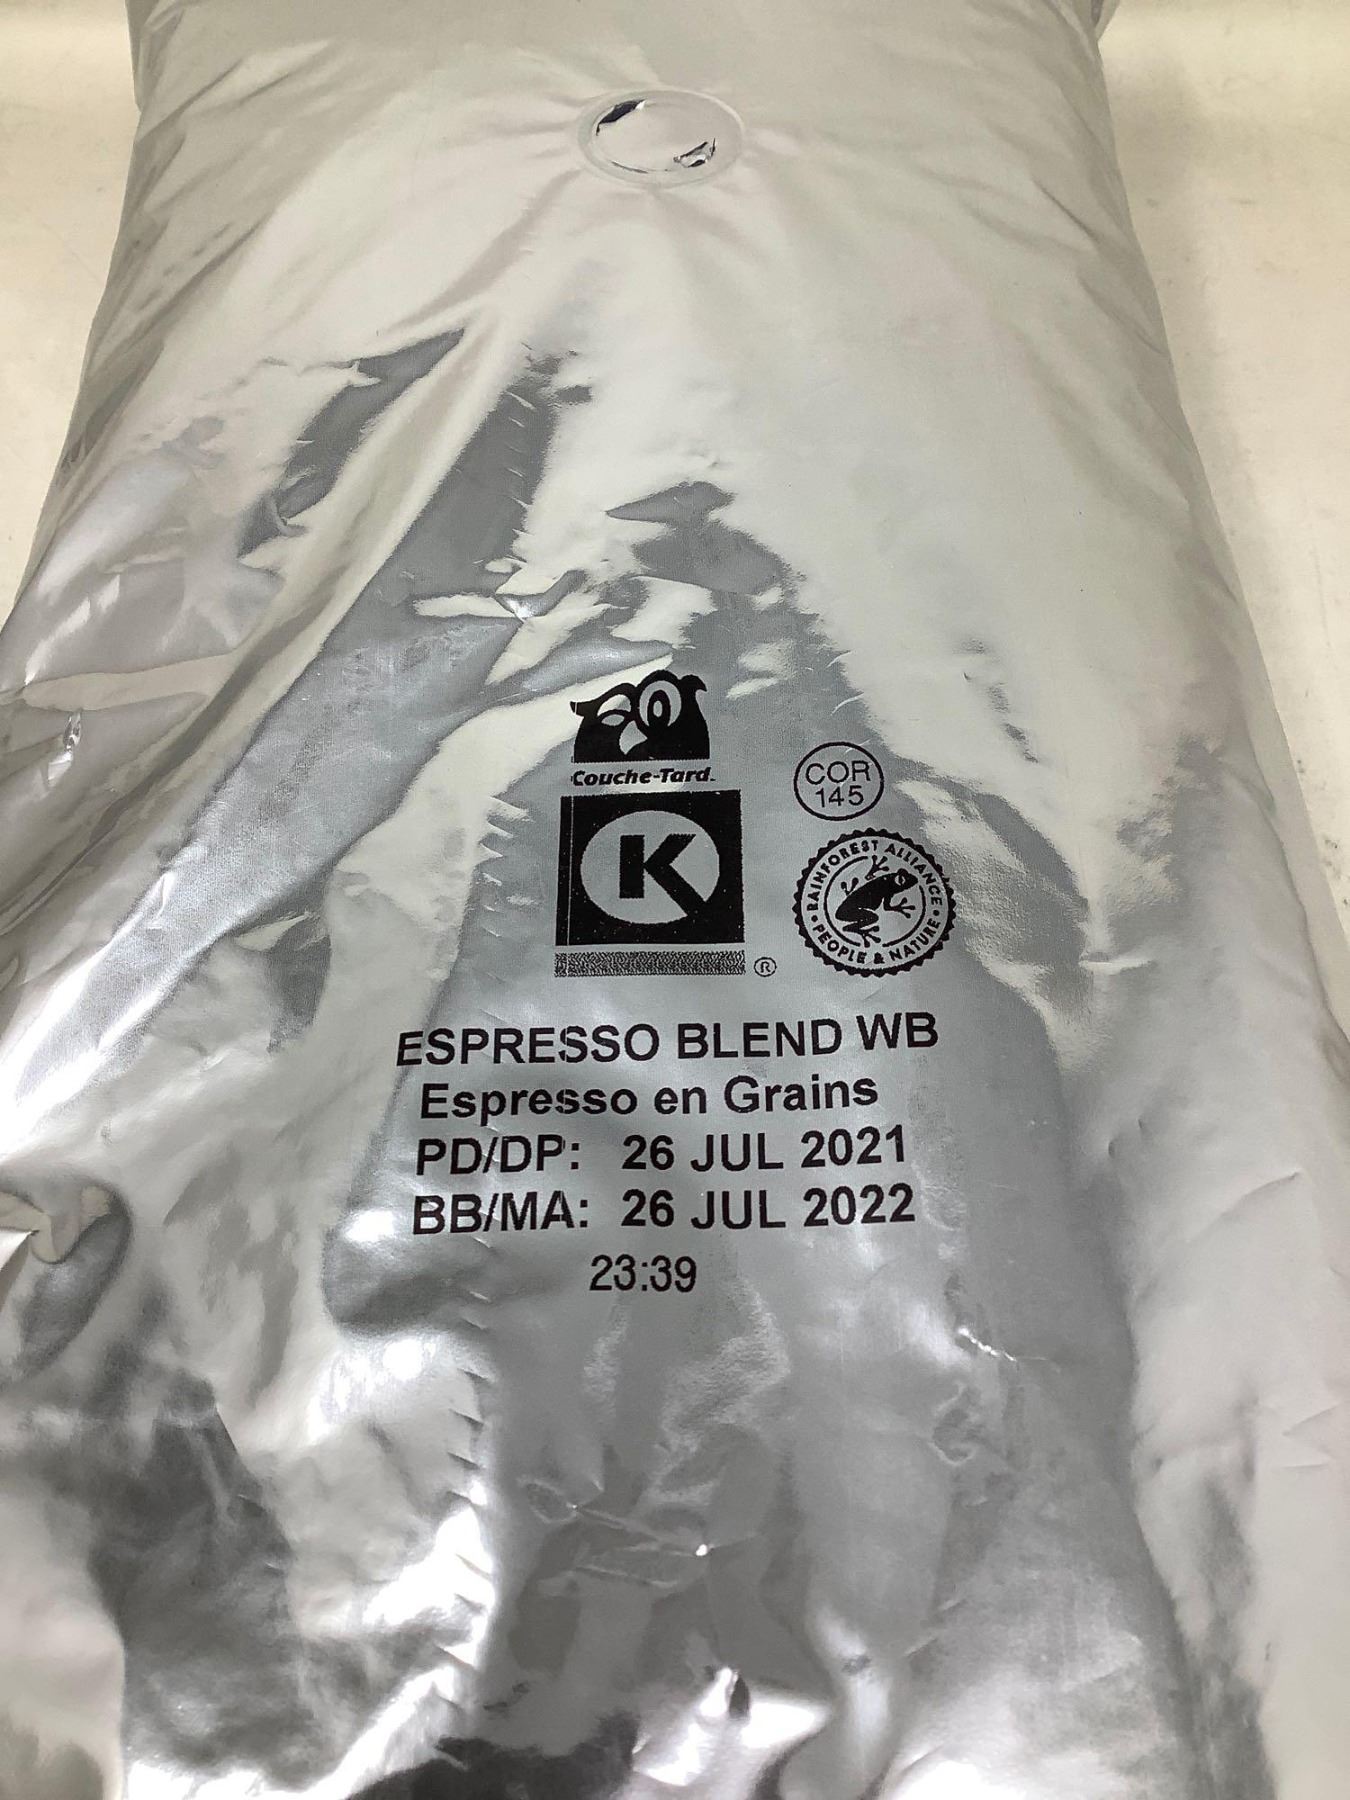 Couche-Tard.
K
®
COR
145
RAINFOREST ALLIANCE
PEOPLE & NATURE
ESPRESSO BLEND WB
Espresso en Grains
PD/DP: 26 JUL 2021
BB/MA: 26 JUL 2022
23:39